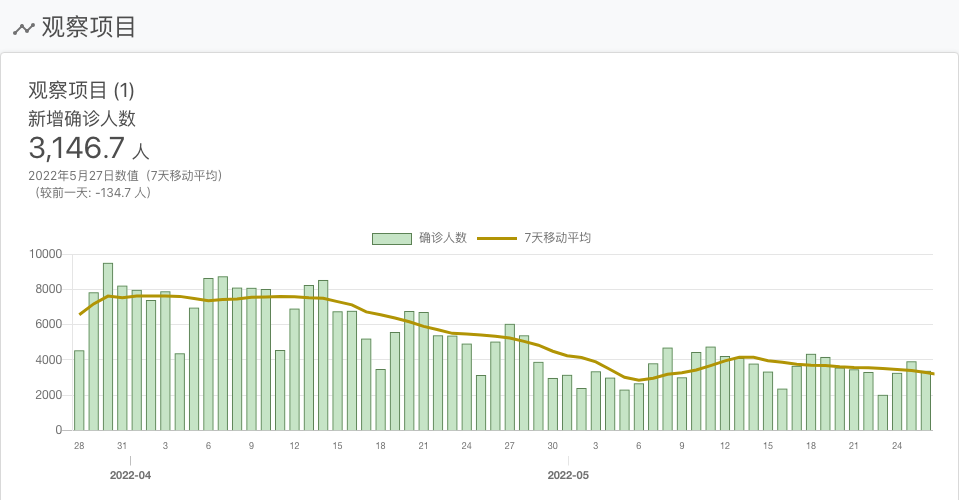 观察项目
观察项目 (1)
新增确诊人数
3,146.7 人
2022年5月27日数值（7天移动平均）
（较前一天: -134.7 人）
确诊人数 7天移动平均
10000
8000
6000
4000
2000
0
28 31 3 6 9 12 15 18 21 24 27 30 3 6 9 12 15 18 21 24
2022-04 2022-05